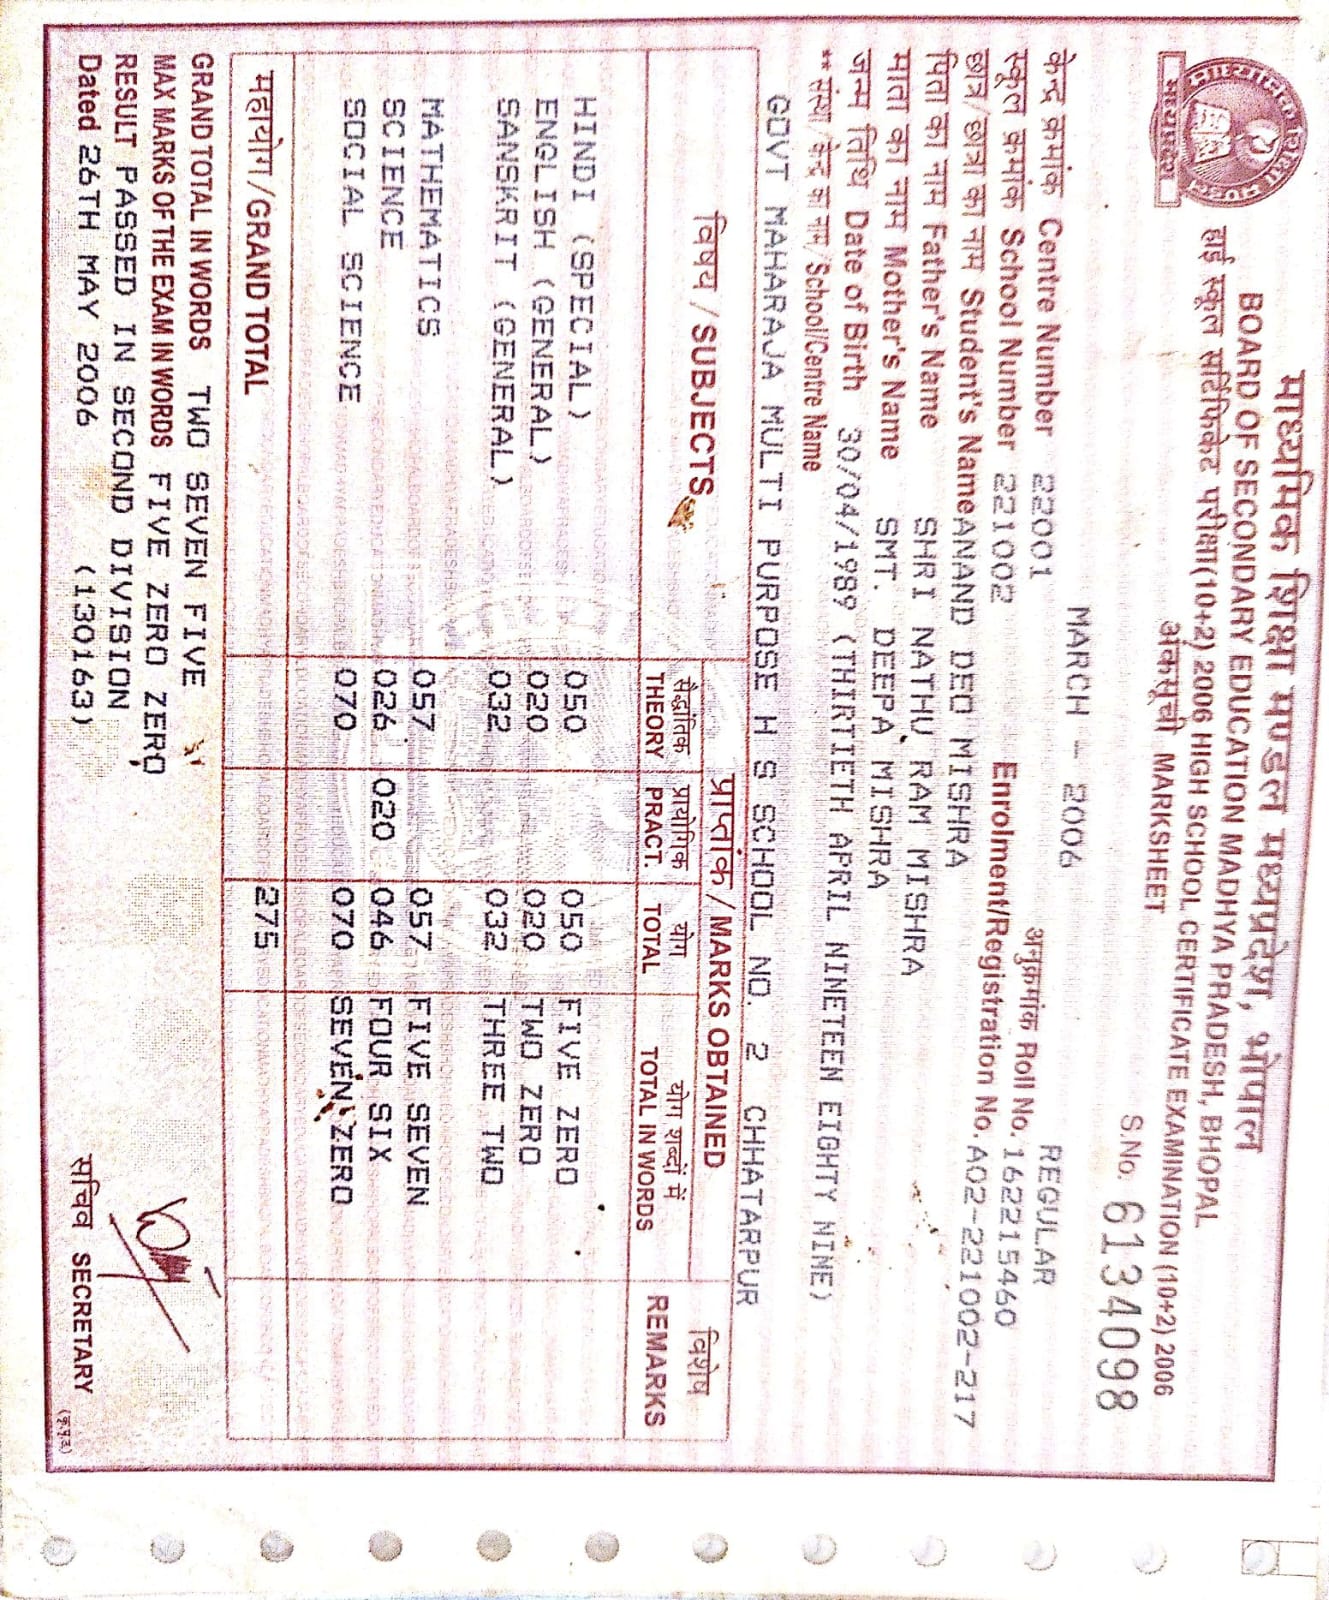 माध्यमिक शिक्षा मण्डल मध्यप्रदेश, भोपाल
BOARD OF SECONDARY EDUCATION MADHYA PRADESH, BHOPAL
हाई स्कूल सर्टिफिकेट परीक्षा(10+2) 2006 HIGH SCHOOL CERTIFICATE EXAMINATION (10+2) 2006
अंकसूची MARKSHEET
माध्यमिक शिक्षा मण्डल
मध्यप्रदेश
S.No. 6134098
MARCH - 2006
REGULAR
केन्द्र क्रमांक Centre Number 22001 अनुक्रमांक Roll No. 162215460
स्कूल क्रमांक School Number 221002 Enrolment/Registration No. A02-221002-217
छात्र/छात्रा का नाम Student's Name ANAND DEO MISHRA
पिता का नाम Father's Name SHRI NATHU RAM MISHRA
माता का नाम Mother's Name SMT. DEEPA MISHRA
जन्म तिथि Date of Birth 30/04/1989 (THIRTIETH APRIL NINETEEN EIGHTY NINE)
** संस्था/केन्द्र का नाम/School/Centre Name
GOVT MAHARAJA MULTI PURPOSE H S SCHOOL NO. 2 CHHATARPUR
विषय / SUBJECTS प्राप्तांक / MARKS OBTAINED विशेष REMARKS
सैद्धांतिक THEORY प्रायोगिक PRACT. योग TOTAL योग शब्दों में TOTAL IN WORDS
HINDI (SPECIAL) 050 050 FIVE ZERO
ENGLISH (GENERAL) 020 020 TWO ZERO
SANSKRIT (GENERAL) 032 032 THREE TWO
MATHEMATICS 057 057 FIVE SEVEN
SCIENCE 026 020 046 FOUR SIX
SOCIAL SCIENCE 070 070 SEVEN ZERO
महायोग/GRAND TOTAL 275
GRAND TOTAL IN WORDS TWO SEVEN FIVE
MAX MARKS OF THE EXAM IN WORDS FIVE ZERO ZERO
RESULT PASSED IN SECOND DIVISION
Dated 26TH MAY 2006 (130163)
सचिव SECRETARY